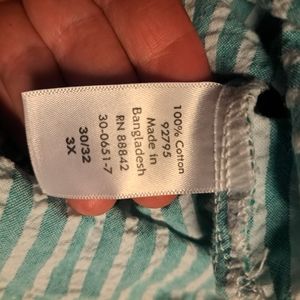 100% Cotton
92795
Made in
Bangladesh
RN 88842
30-0651-7
30/32
3X